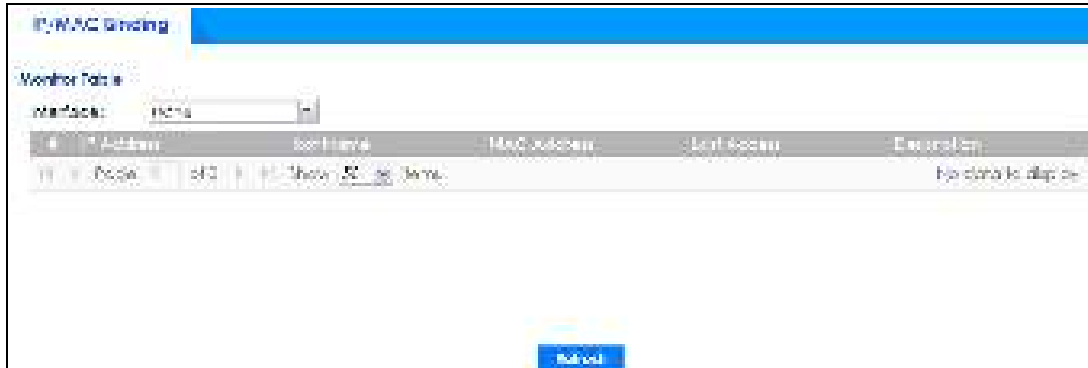 IP/MAC Binding
Monitor Table
Interface: none
# IP Address Host Name MAC Address Last Access Description
Page of 0 Show 50 items No data to display
Refresh